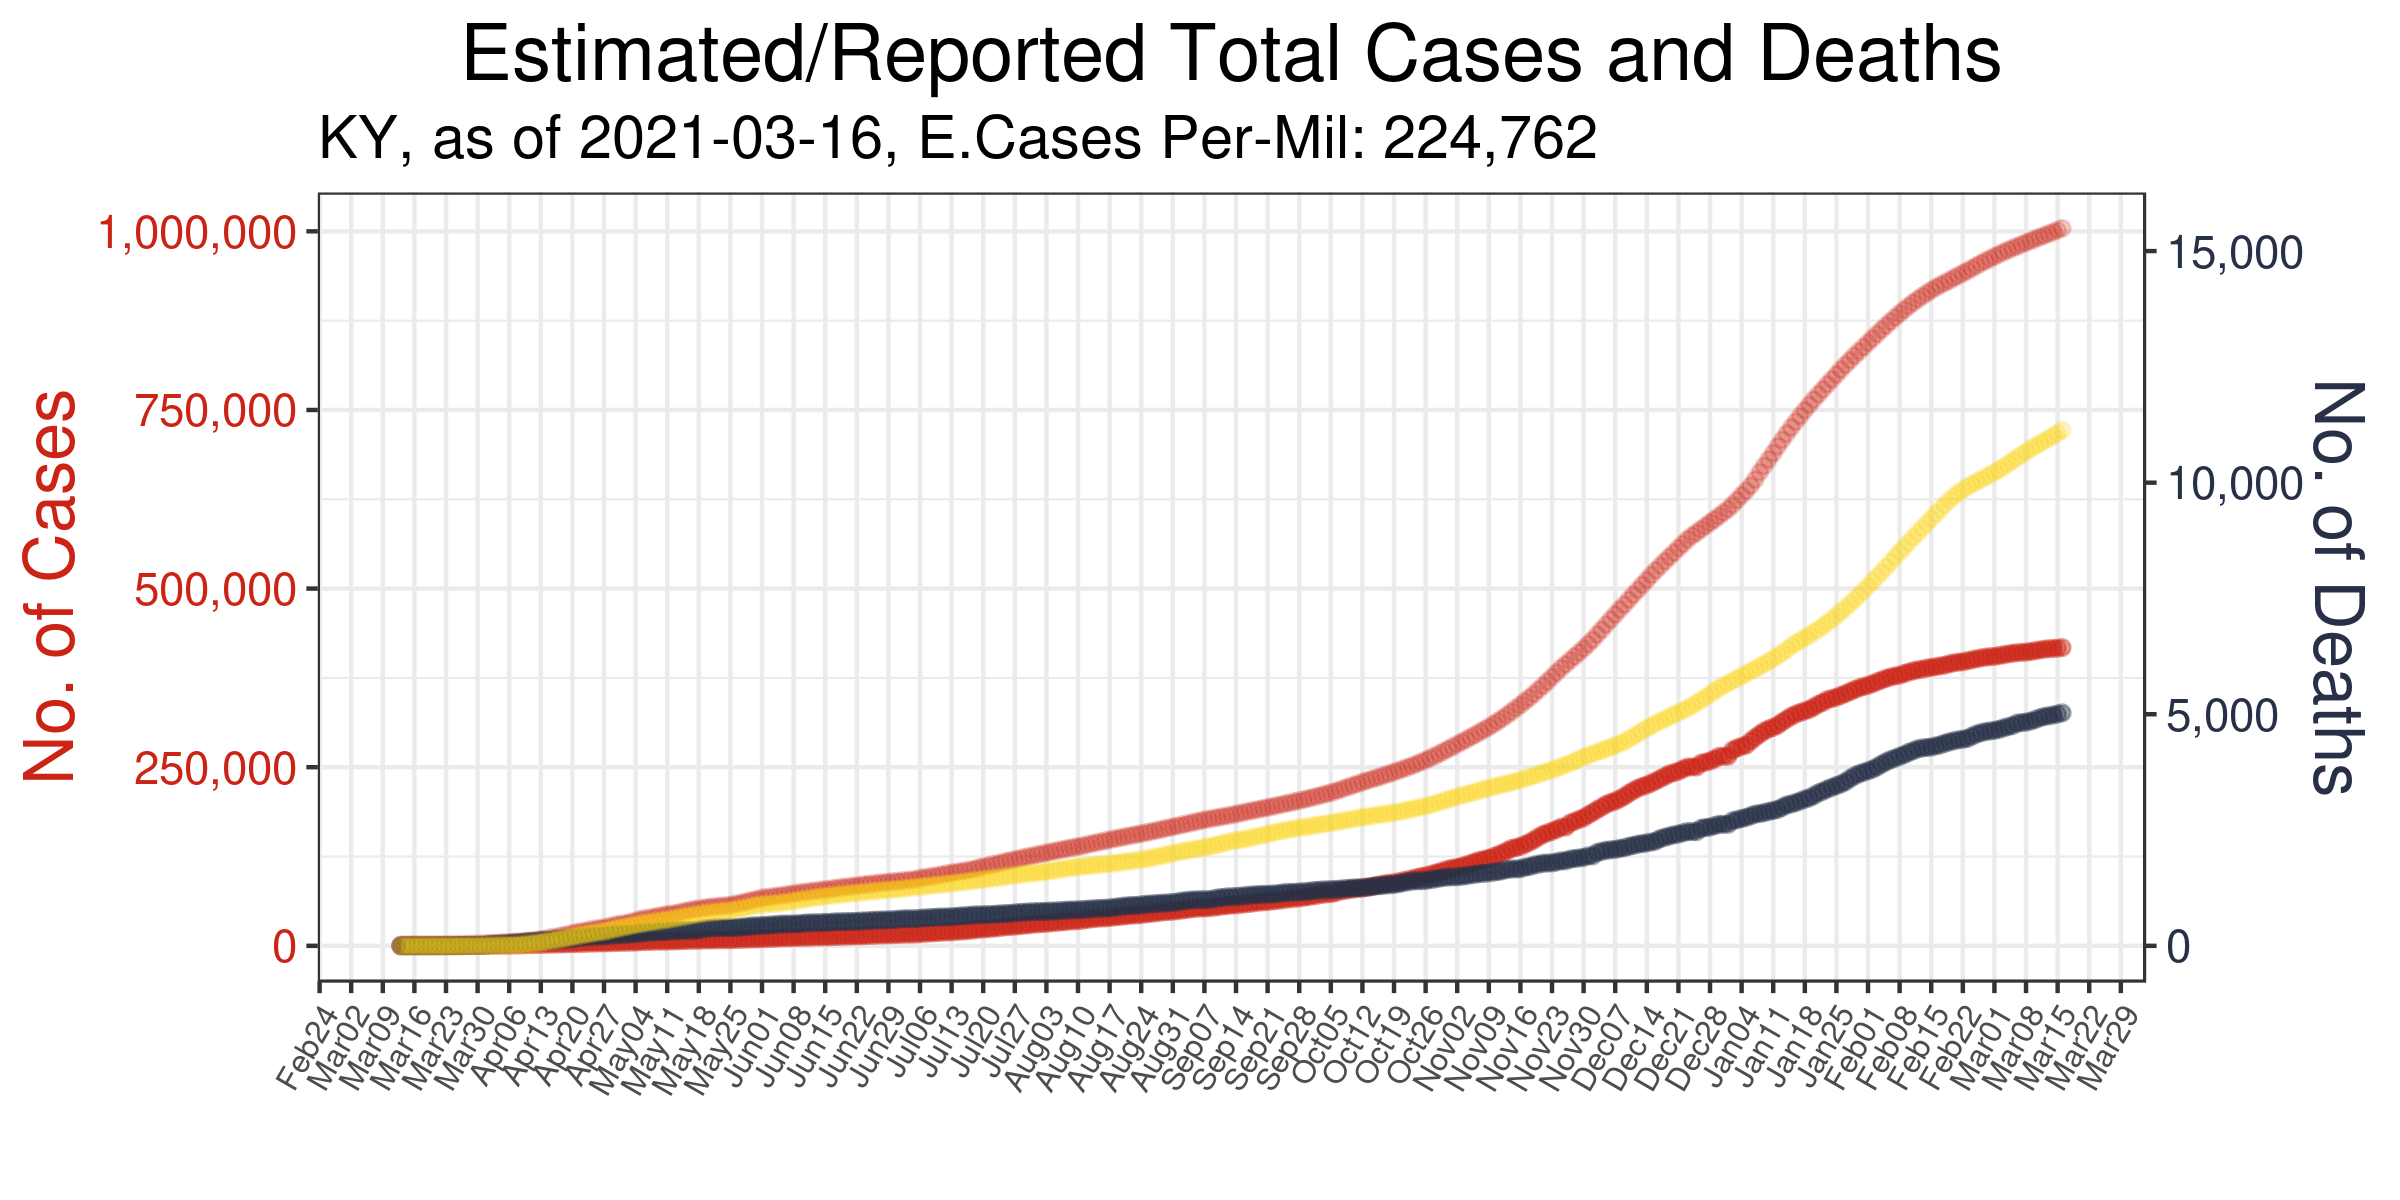 Estimated/Reported Total Cases and Deaths
KY, as of 2021-03-16, E.Cases Per-Mil: 224,762
No. of Cases
1,000,000
750,000
500,000
250,000
0
15,000
10,000
5,000
0
No. of Deaths
Feb24
Mar02
Mar09
Mar16
Mar23
Mar30
Apr06
Apr13
Apr20
Apr27
May04
May11
May18
May25
Jun01
Jun08
Jun15
Jun22
Jun29
Jul06
Jul13
Jul20
Jul27
Aug03
Aug10
Aug17
Aug24
Aug31
Sep07
Sep14
Sep21
Sep28
Oct05
Oct12
Oct19
Oct26
Nov02
Nov09
Nov16
Nov23
Nov30
Dec07
Dec14
Dec21
Dec28
Jan04
Jan11
Jan18
Jan25
Feb01
Feb08
Feb15
Feb22
Mar01
Mar08
Mar15
Mar22
Mar29